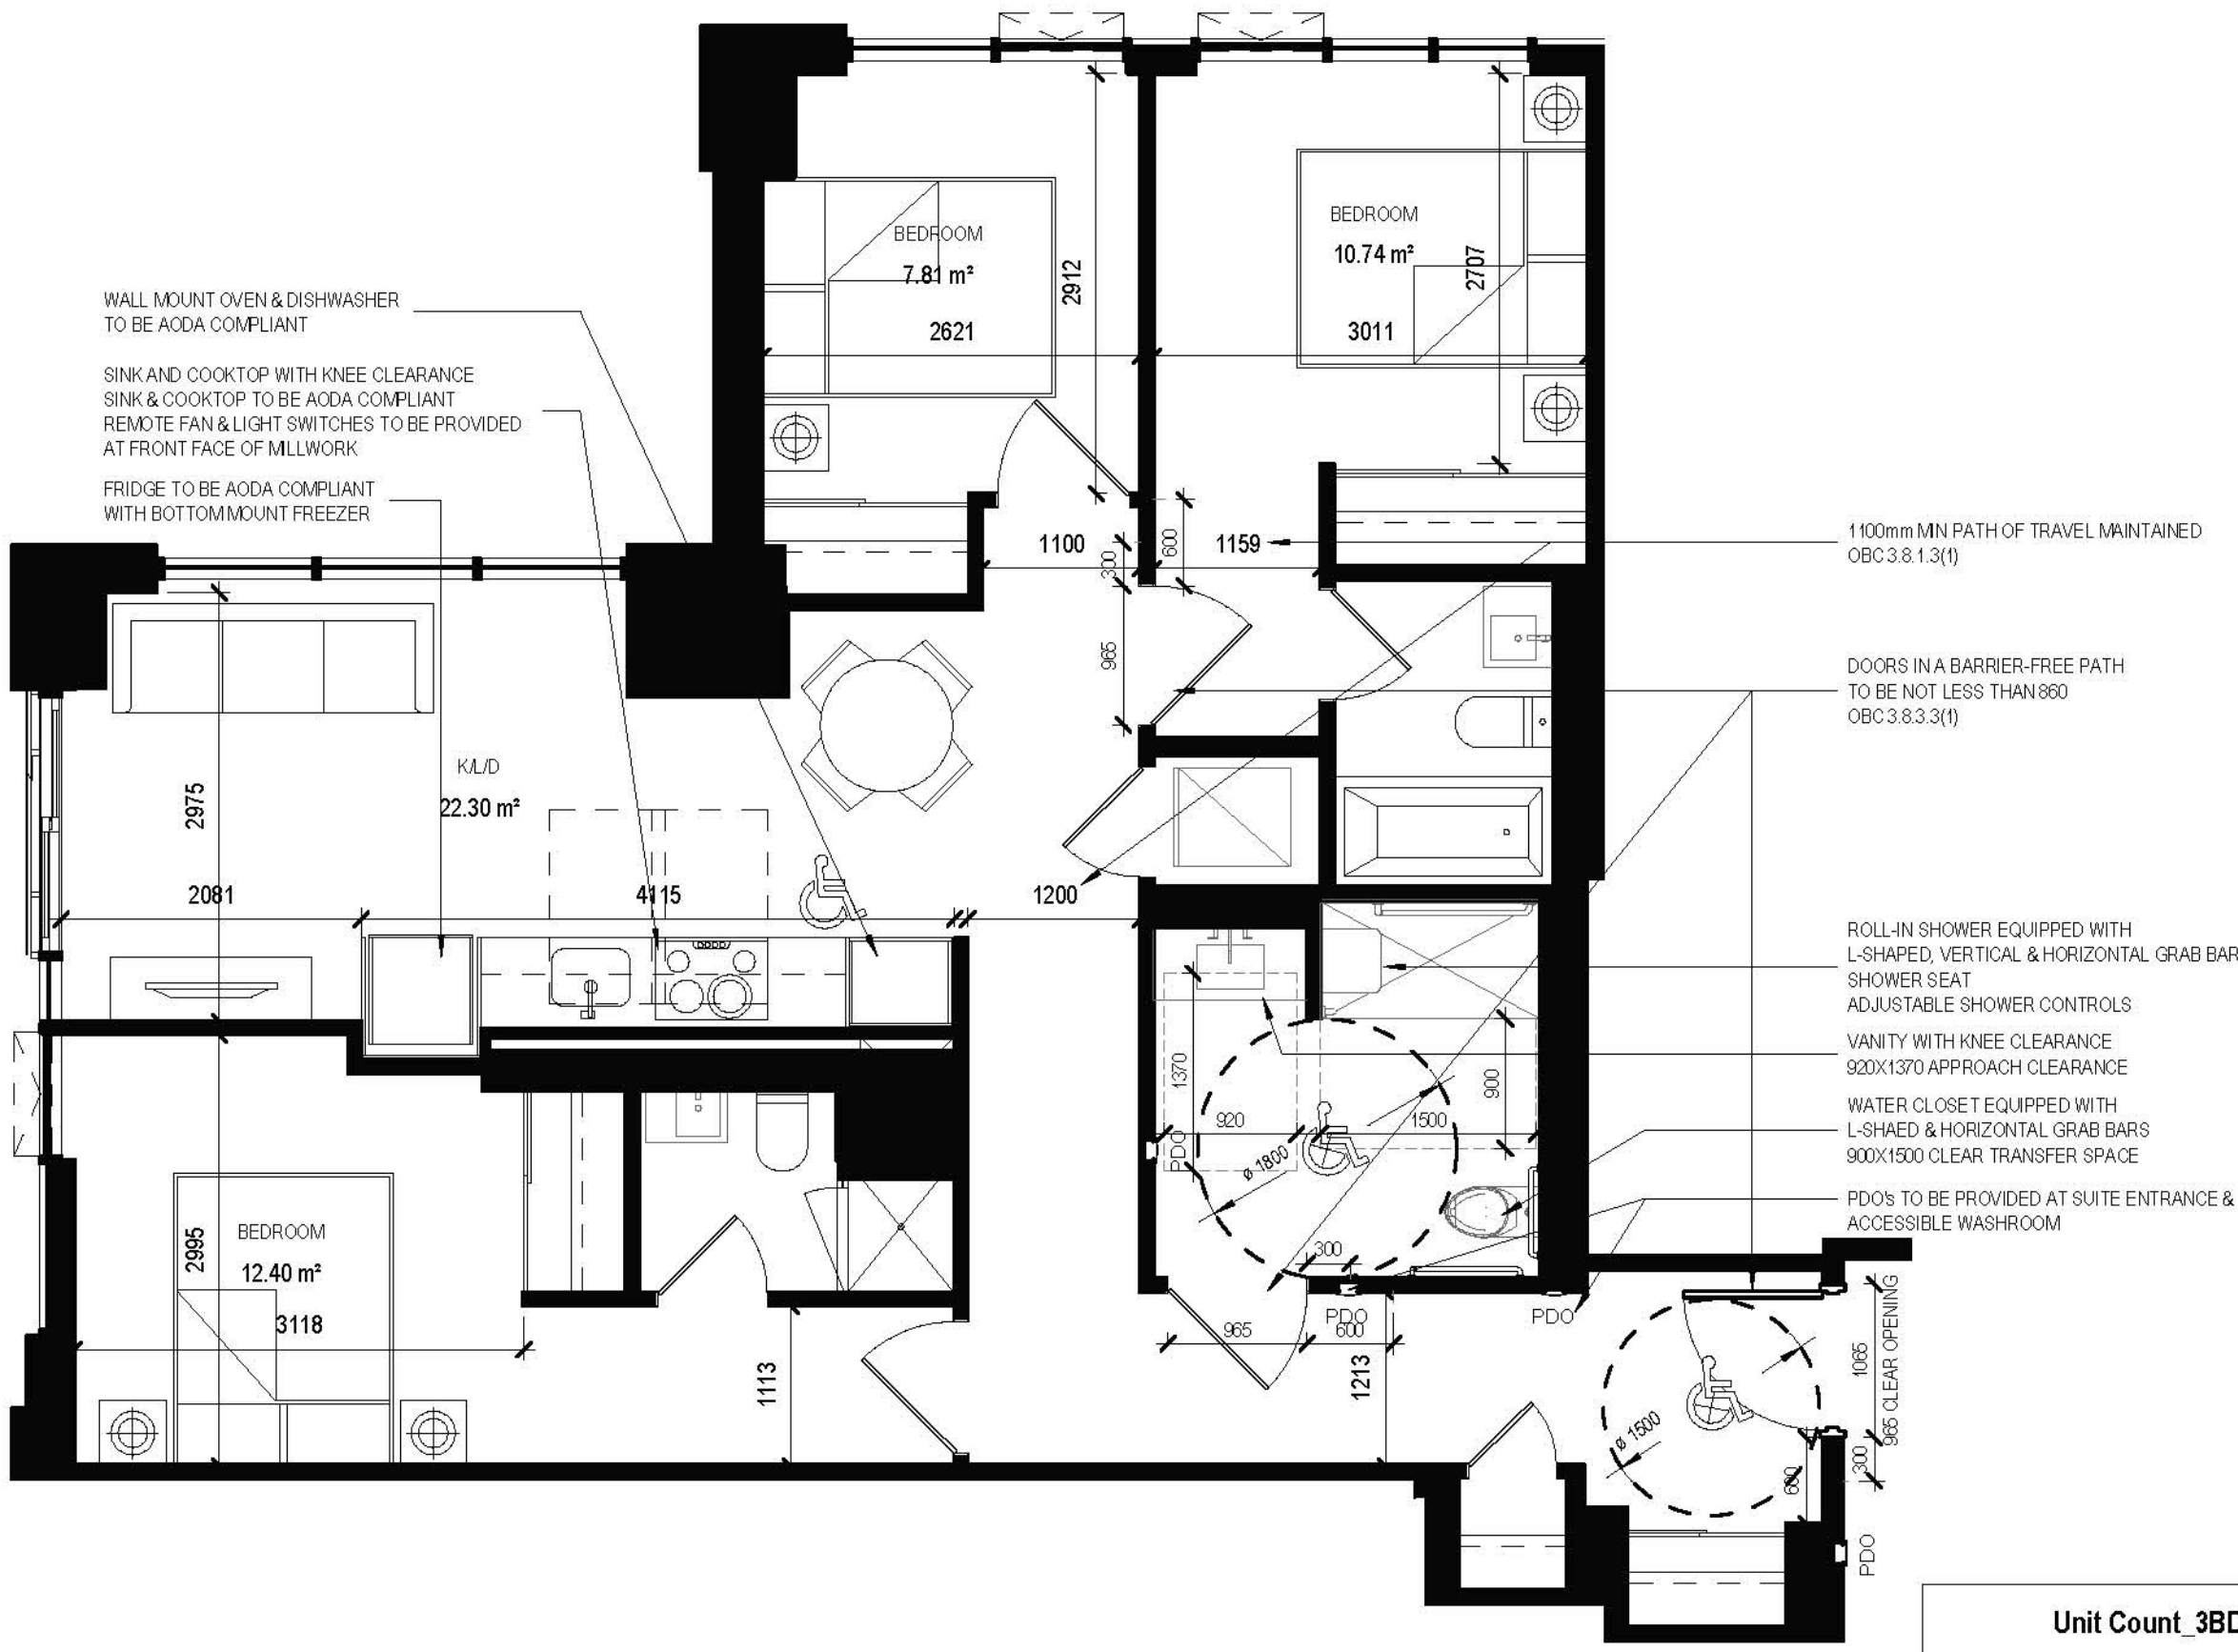 WALL MOUNT OVEN & DISHWASHER
TO BE AODA COMPLIANT
SINK AND COOKTOP WITH KNEE CLEARANCE
SINK & COOKTOP TO BE AODA COMPLIANT
REMOTE FAN & LIGHT SWITCHES TO BE PROVIDED
AT FRONT FACE OF MILLWORK
FRIDGE TO BE AODA COMPLIANT
WITH BOTTOM MOUNT FREEZER
BEDROOM
7.81 m²
2621
2912
BEDROOM
10.74 m²
3011
2707
1100
300
600
1159
965
K/L/D
22.30 m²
2975
2081
4115
1200
1100mm MIN PATH OF TRAVEL MAINTAINED
OBC 3.8.1.3(1)
DOORS IN A BARRIER-FREE PATH
TO BE NOT LESS THAN 860
OBC 3.8.3.3(1)
ROLL-IN SHOWER EQUIPPED WITH
L-SHAPED, VERTICAL & HORIZONTAL GRAB BAR
SHOWER SEAT
ADJUSTABLE SHOWER CONTROLS
VANITY WITH KNEE CLEARANCE
920X1370 APPROACH CLEARANCE
WATER CLOSET EQUIPPED WITH
L-SHAED & HORIZONTAL GRAB BARS
900X1500 CLEAR TRANSFER SPACE
PDO's TO BE PROVIDED AT SUITE ENTRANCE &
ACCESSIBLE WASHROOM
1370
920
1500
900
PDO
ø 1800
300
BEDROOM
12.40 m²
2995
3118
1113
965
PDO
600
1213
PDO
ø 1500
1065
965 CLEAR OPENING
300
600
PDO
Unit Count_3BD